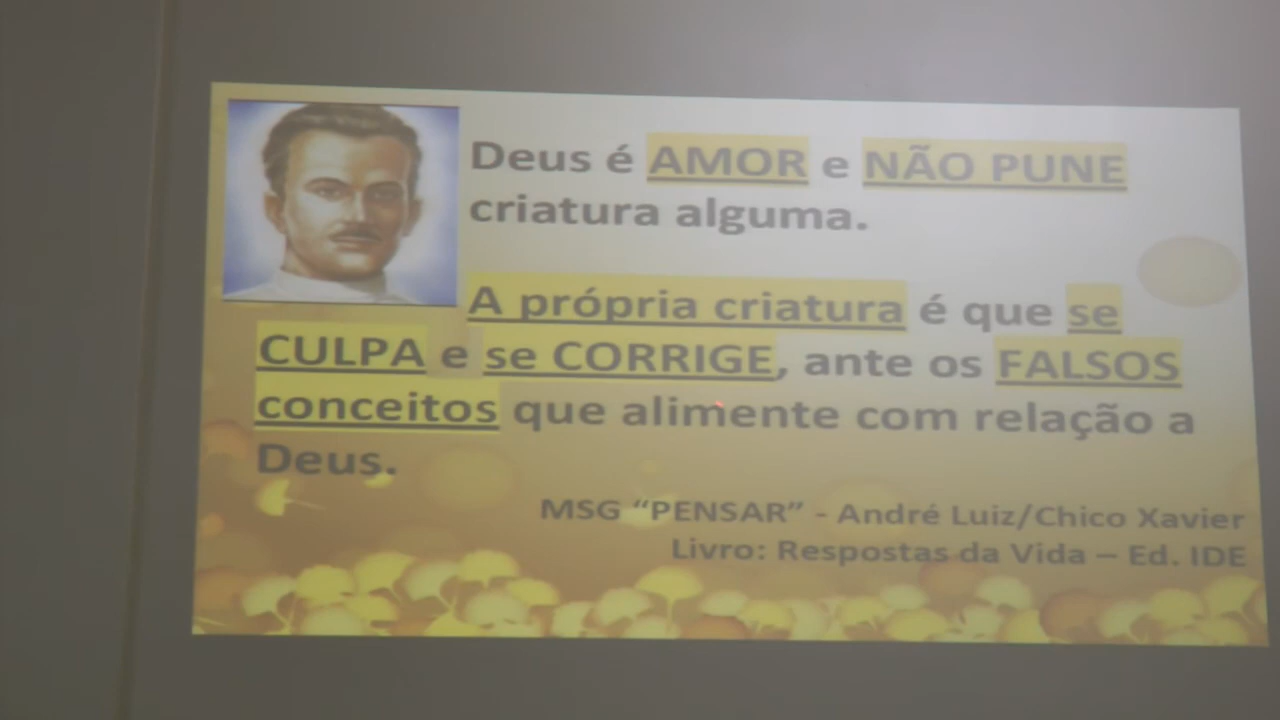 Deus é AMOR e NÃO PUNE
criatura alguma.
A própria criatura é que se
CULPA e se CORRIGE, ante os FALSOS
conceitos que alimente com relação a
Deus.
MSG “PENSAR” - André Luiz/Chico Xavier
Livro: Respostas da Vida – Ed. IDE